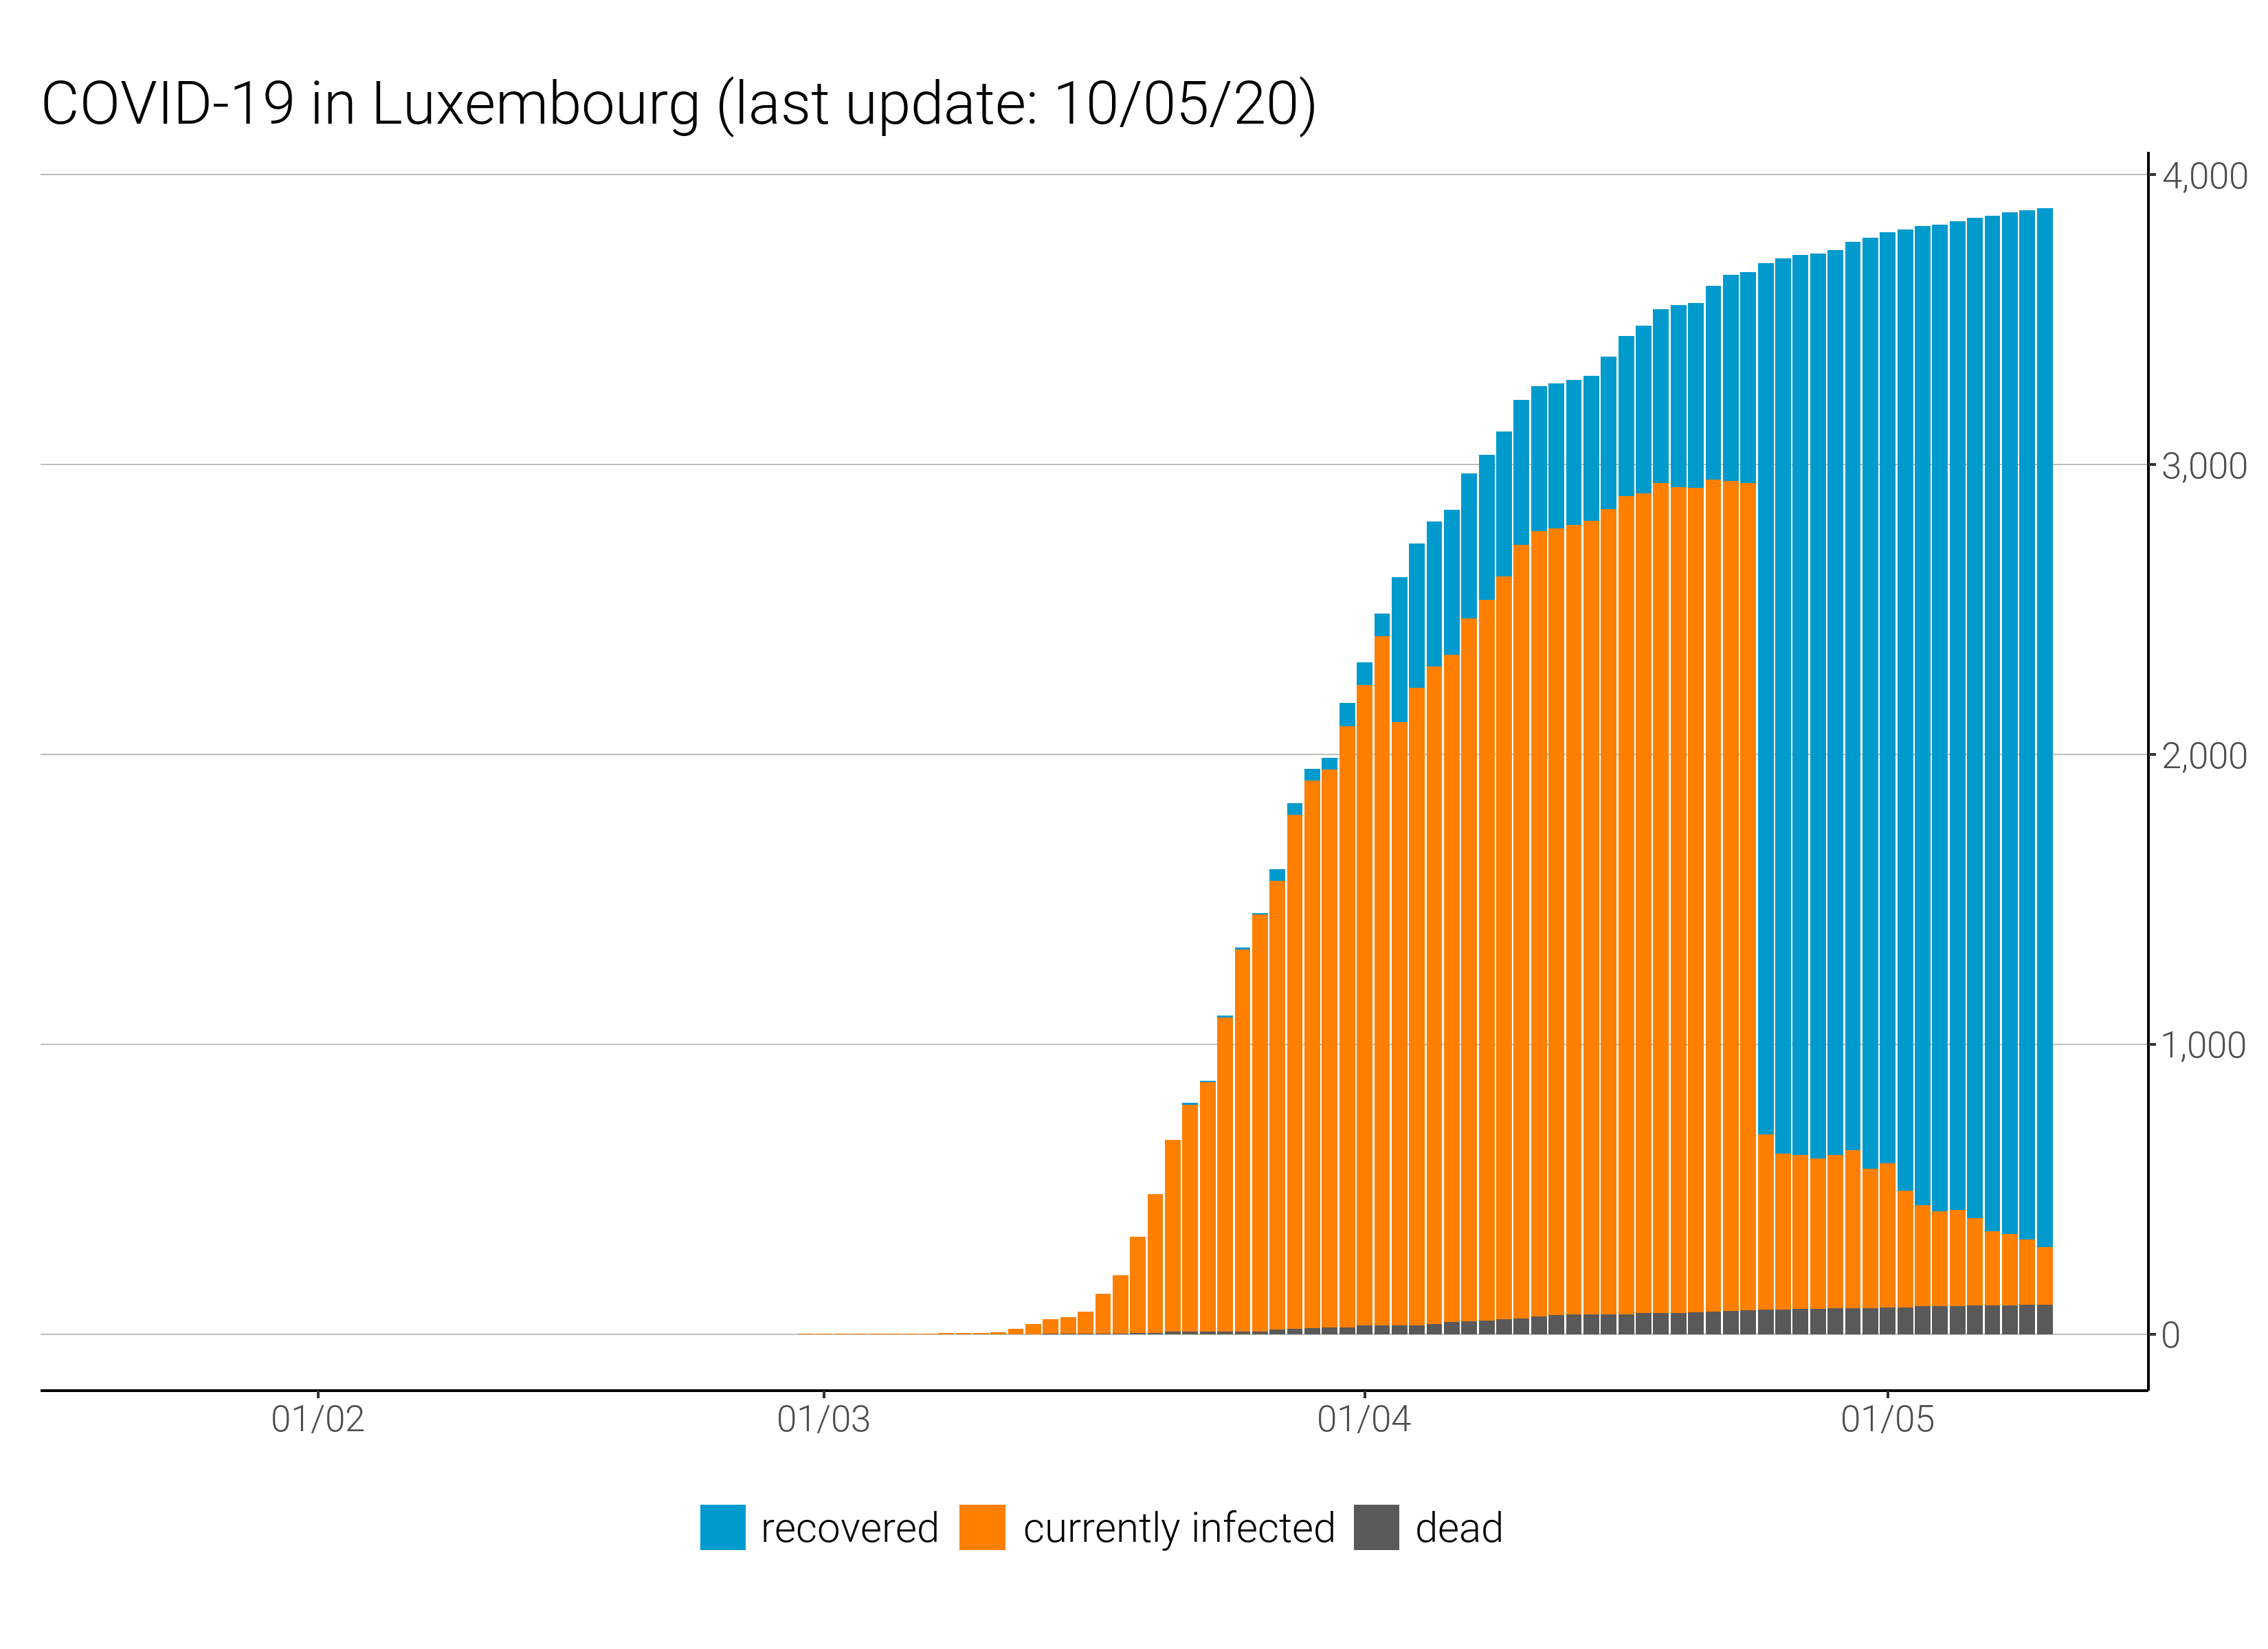 COVID-19 in Luxembourg (last update: 10/05/20)
4,000
3,000
2,000
1,000
0
01/02 01/03 01/04 01/05
recovered currently infected dead